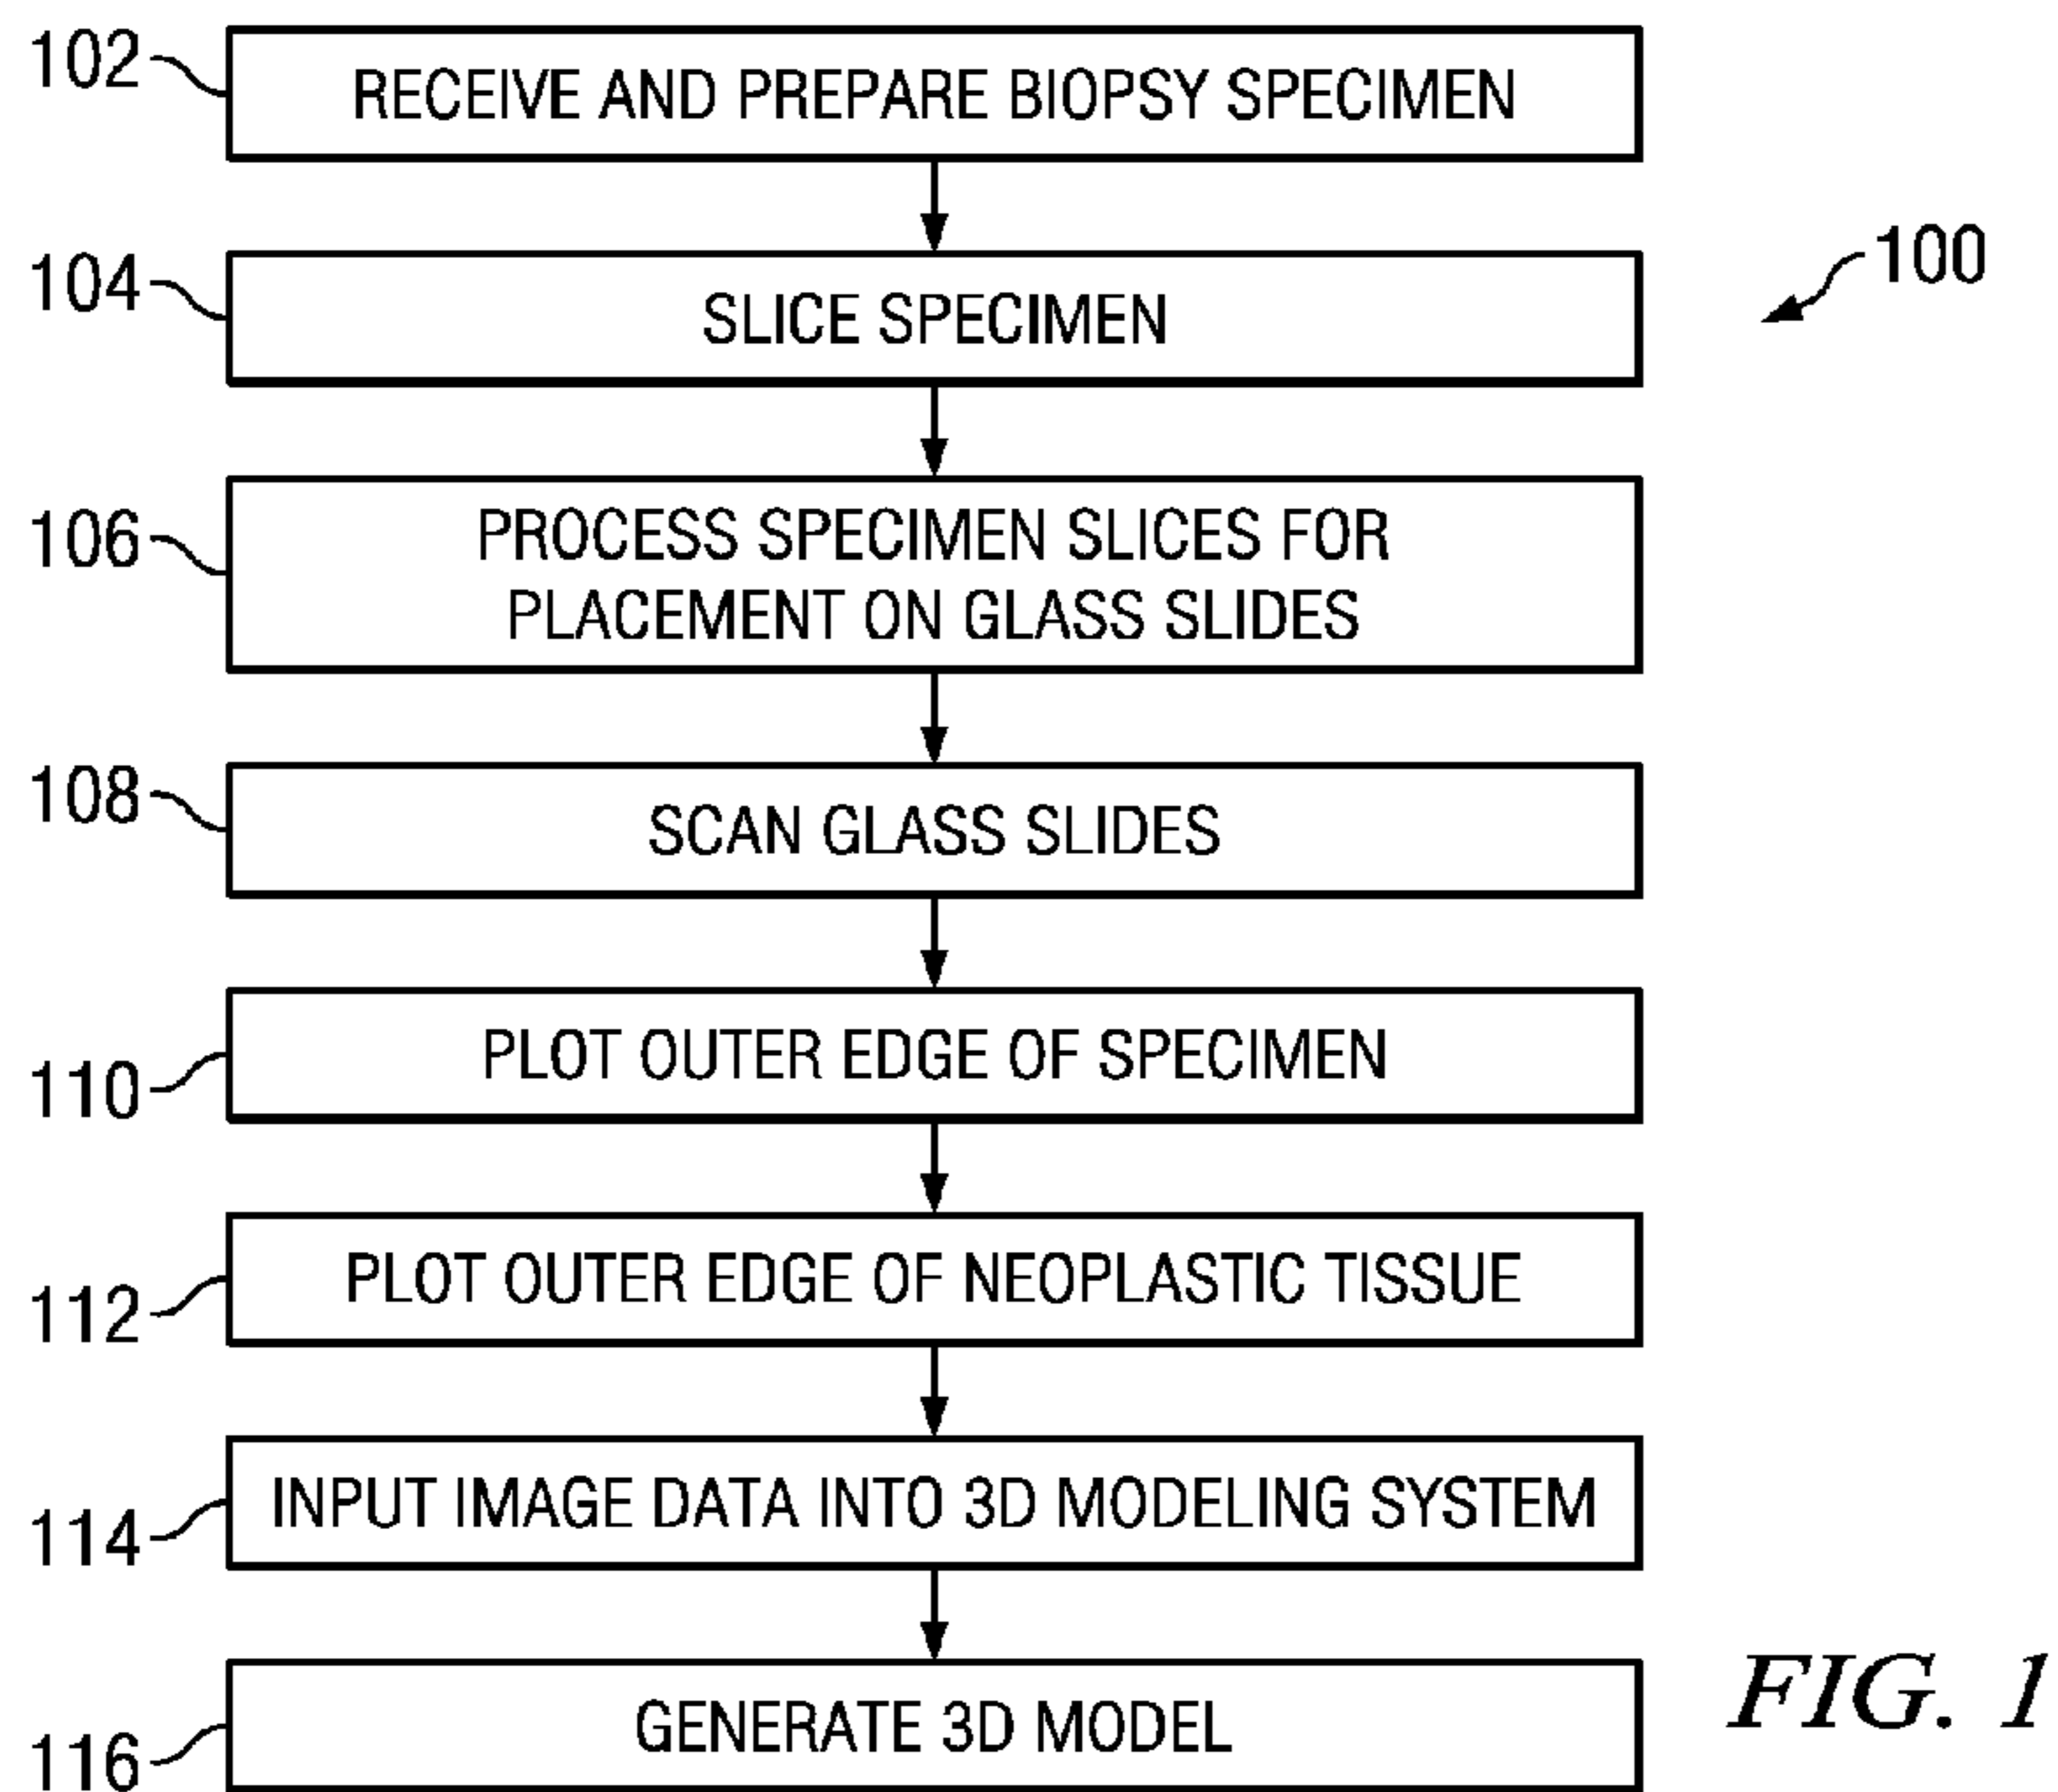 102
RECEIVE AND PREPARE BIOPSY SPECIMEN
104
SLICE SPECIMEN
100
106
PROCESS SPECIMEN SLICES FOR
PLACEMENT ON GLASS SLIDES
108
SCAN GLASS SLIDES
110
PLOT OUTER EDGE OF SPECIMEN
112
PLOT OUTER EDGE OF NEOPLASTIC TISSUE
114
INPUT IMAGE DATA INTO 3D MODELING SYSTEM
116
GENERATE 3D MODEL
FIG. 1